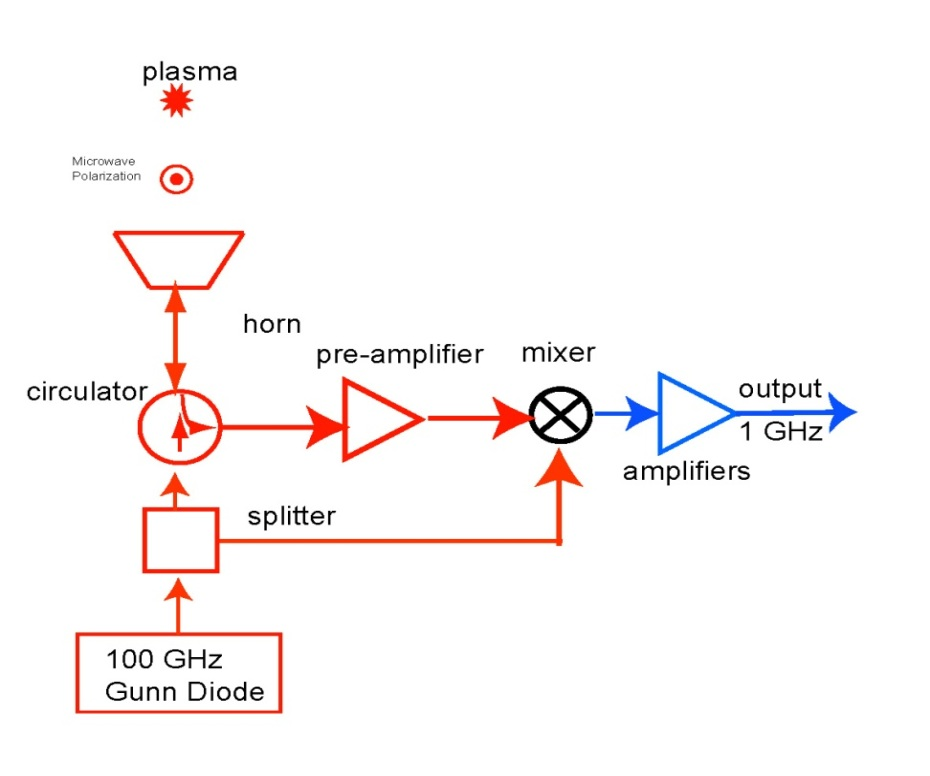 plasma
Microwave
Polarization
horn
pre-amplifier
mixer
circulator
output
1 GHz
amplifiers
splitter
100 GHz
Gunn Diode